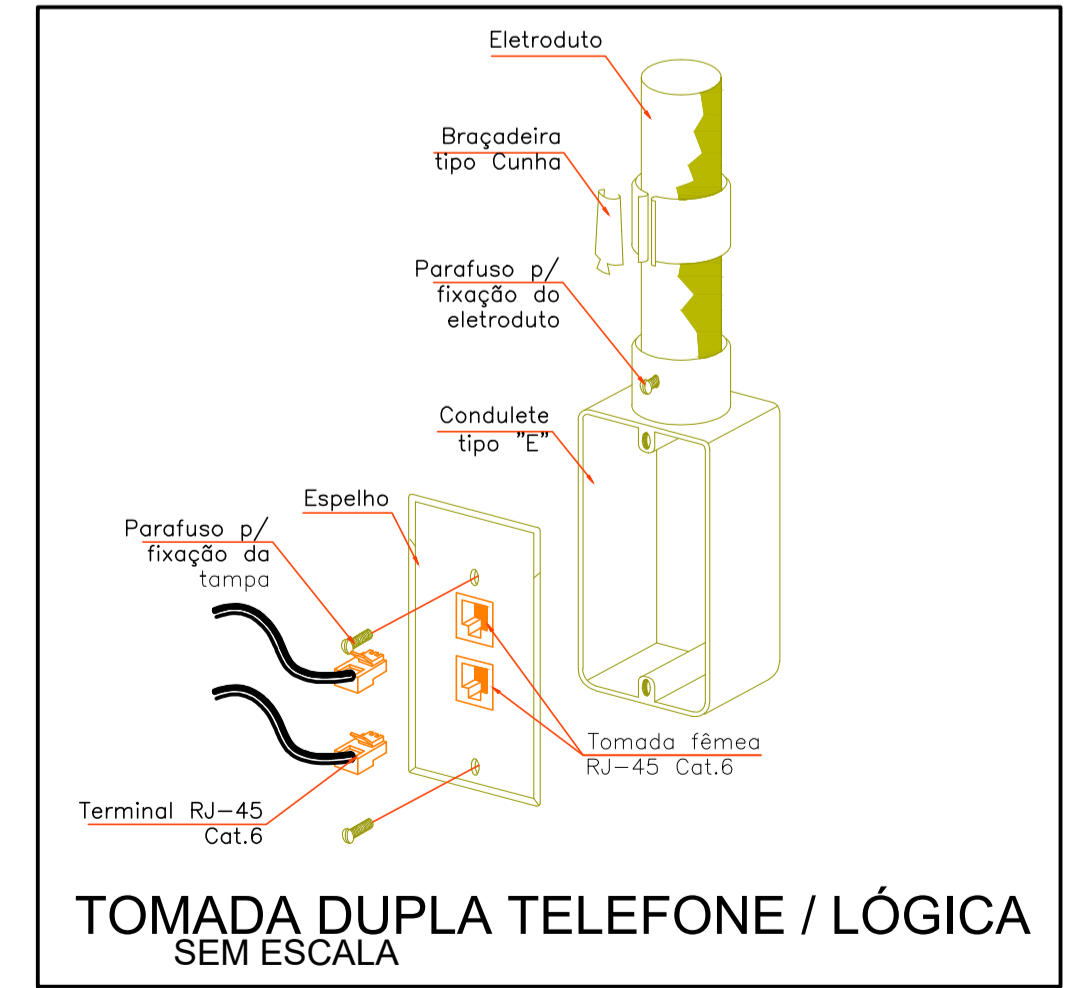 Eletroduto
Braçadeira
tipo Cunha
Parafuso p/
fixação do
eletroduto
Condulete
tipo "E"
Espelho
Parafuso p/
fixação da
tampa
Tomada fêmea
RJ-45 Cat.6
Terminal RJ-45
Cat.6
TOMADA DUPLA TELEFONE / LÓGICA
SEM ESCALA